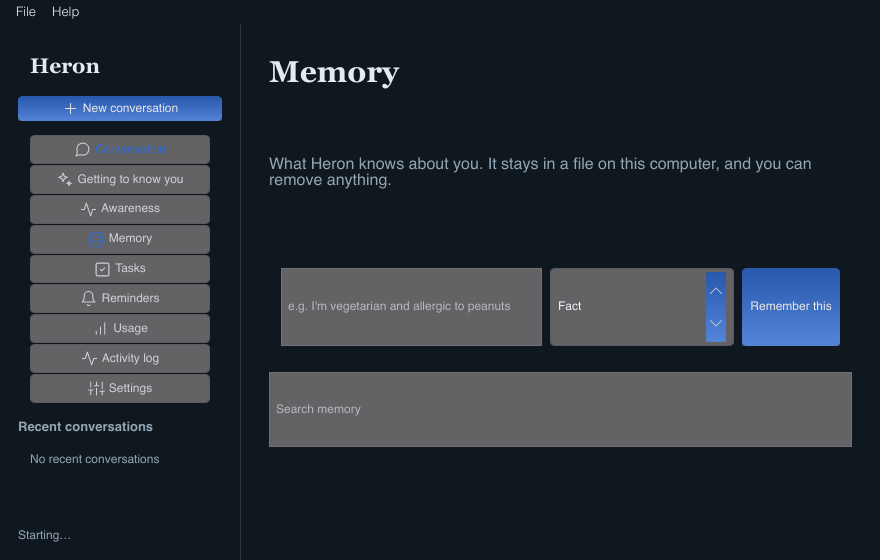 File Help
Heron
New conversation
Conversation
Getting to know you
Awareness
Memory
Tasks
Reminders
Usage
Activity log
Settings
Recent conversations
No recent conversations
Starting…
Memory
What Heron knows about you. It stays in a file on this computer, and you can
remove anything.
e.g. I'm vegetarian and allergic to peanuts
Fact
Remember this
Search memory